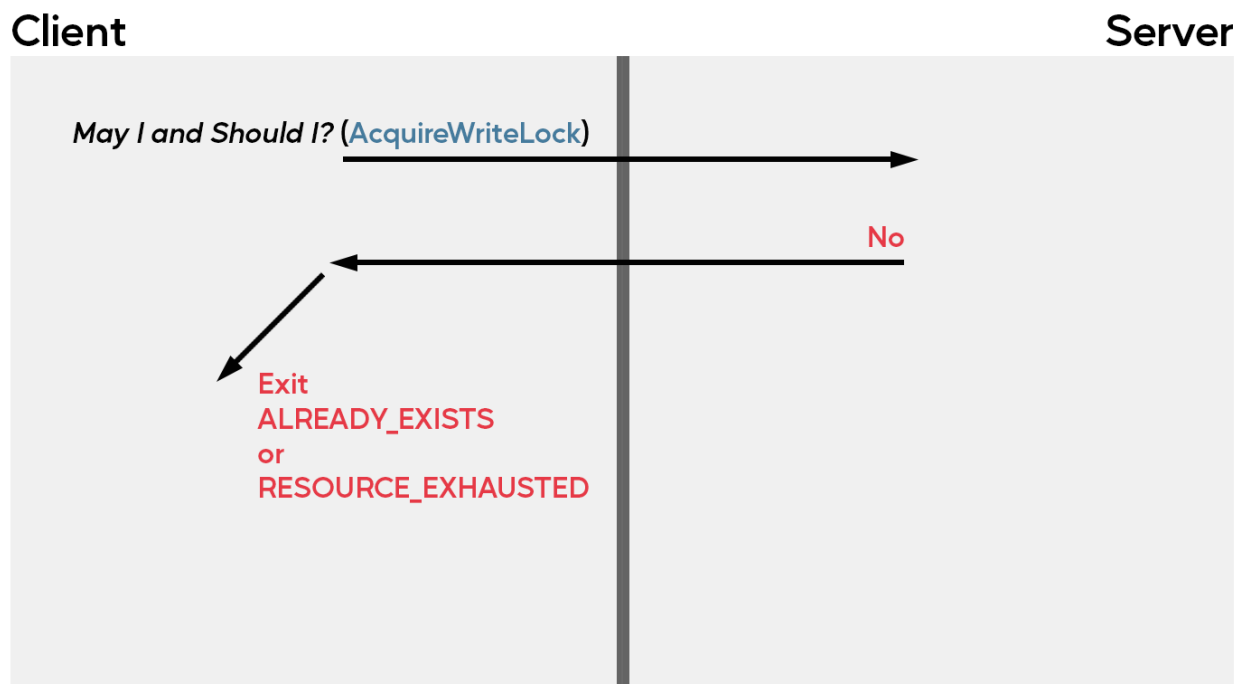 Client
Server
May I and Should I? (AcquireWriteLock)
No
Exit
ALREADY_EXISTS
or
RESOURCE_EXHAUSTED